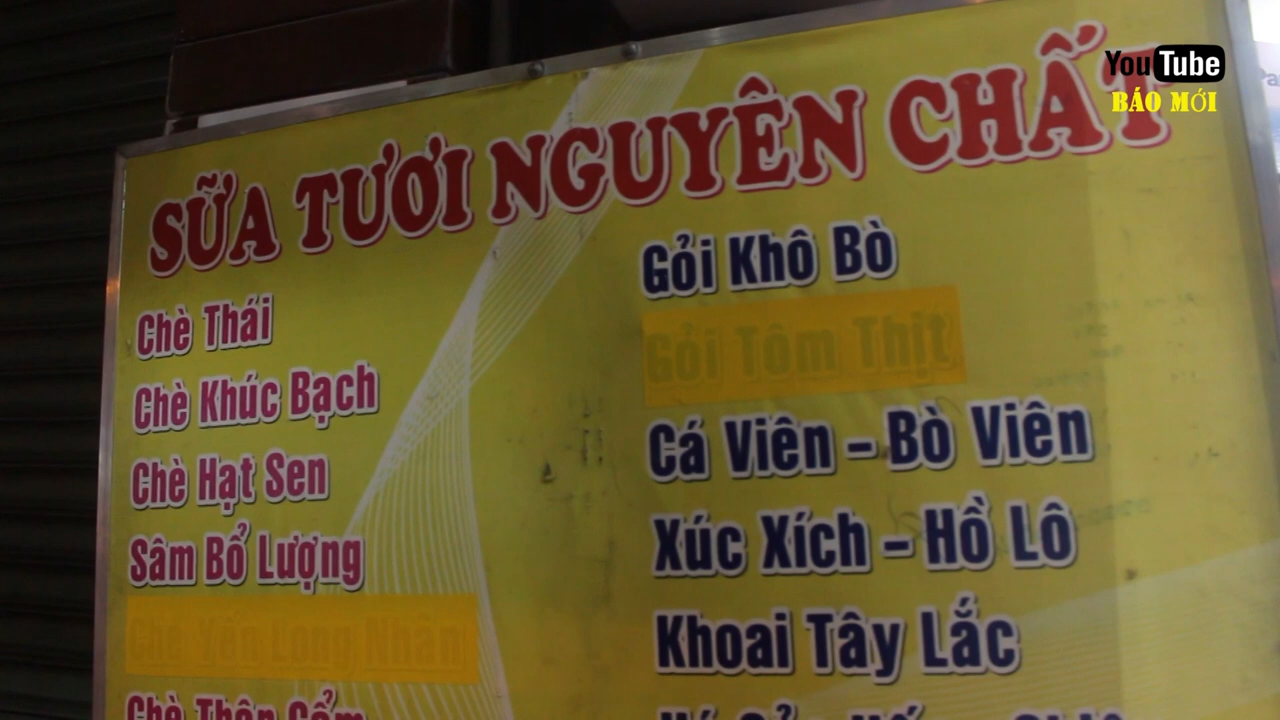 YouTube
BÁO MỚI
SỮA TƯƠI NGUYÊN CHẤT
Chè Thái
Chè Khúc Bạch
Chè Hạt Sen
Sâm Bổ Lượng
Chè Yến Long Nhãn
Chè Thập Cẩm
Gỏi Khô Bò
Gỏi Tôm Thịt
Cá Viên – Bò Viên
Xúc Xích – Hồ Lô
Khoai Tây Lắc